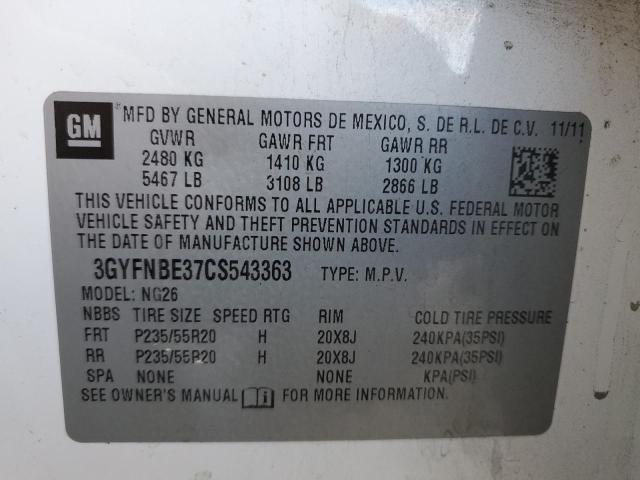 GM
MFD BY GENERAL MOTORS DE MEXICO, S. DE R.L. DE C.V. 11/11
GVWR GAWR FRT GAWR RR
2480 KG 1410 KG 1300 KG
5467 LB 3108 LB 2866 LB
THIS VEHICLE CONFORMS TO ALL APPLICABLE U.S. FEDERAL MOTOR
VEHICLE SAFETY AND THEFT PREVENTION STANDARDS IN EFFECT ON
THE DATE OF MANUFACTURE SHOWN ABOVE.
3GYFNBE37CS543363 TYPE: M.P.V.
MODEL: NG26
NBBS TIRE SIZE SPEED RTG RIM COLD TIRE PRESSURE
FRT P235/55R20 H 20X8J 240KPA(35PSI)
RR P235/55R20 H 20X8J 240KPA(35PSI)
SPA NONE NONE KPA(PSI)
SEE OWNER'S MANUAL FOR MORE INFORMATION.